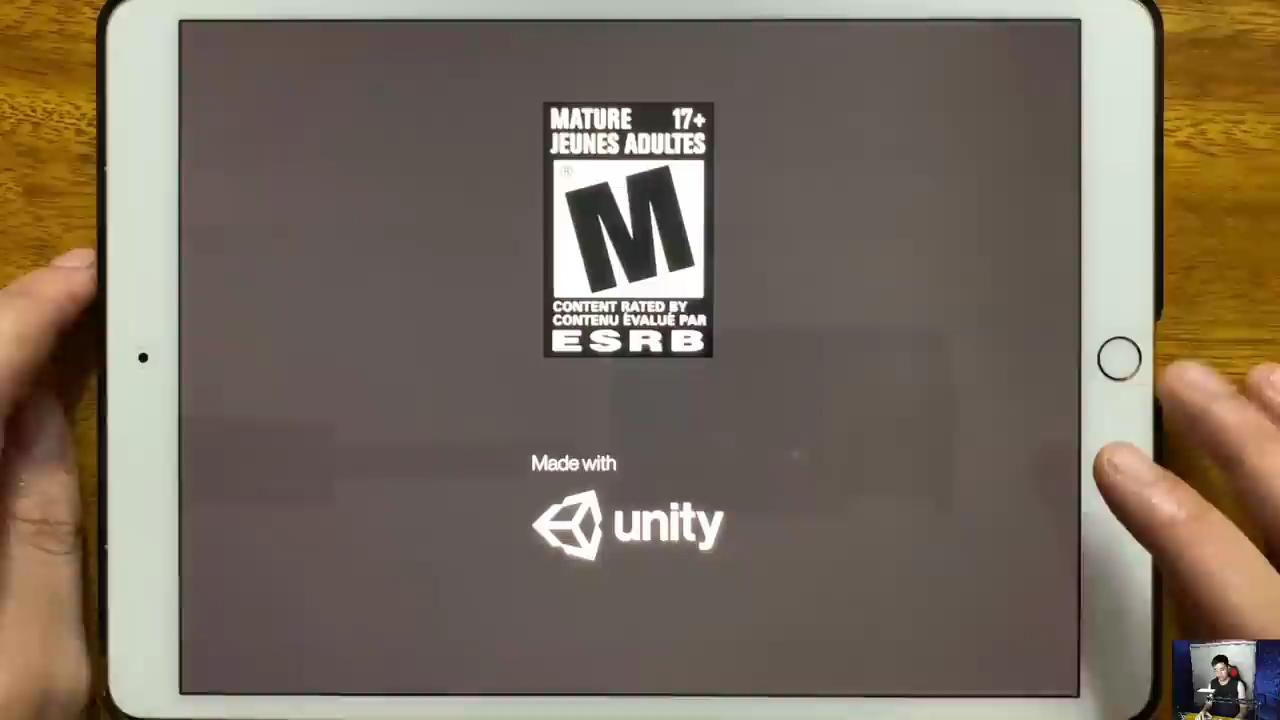 MATURE 17+
JEUNES ADULTES
®
M
CONTENT RATED BY
CONTENU ÉVALUÉ PAR
ESRB
Made with
unity